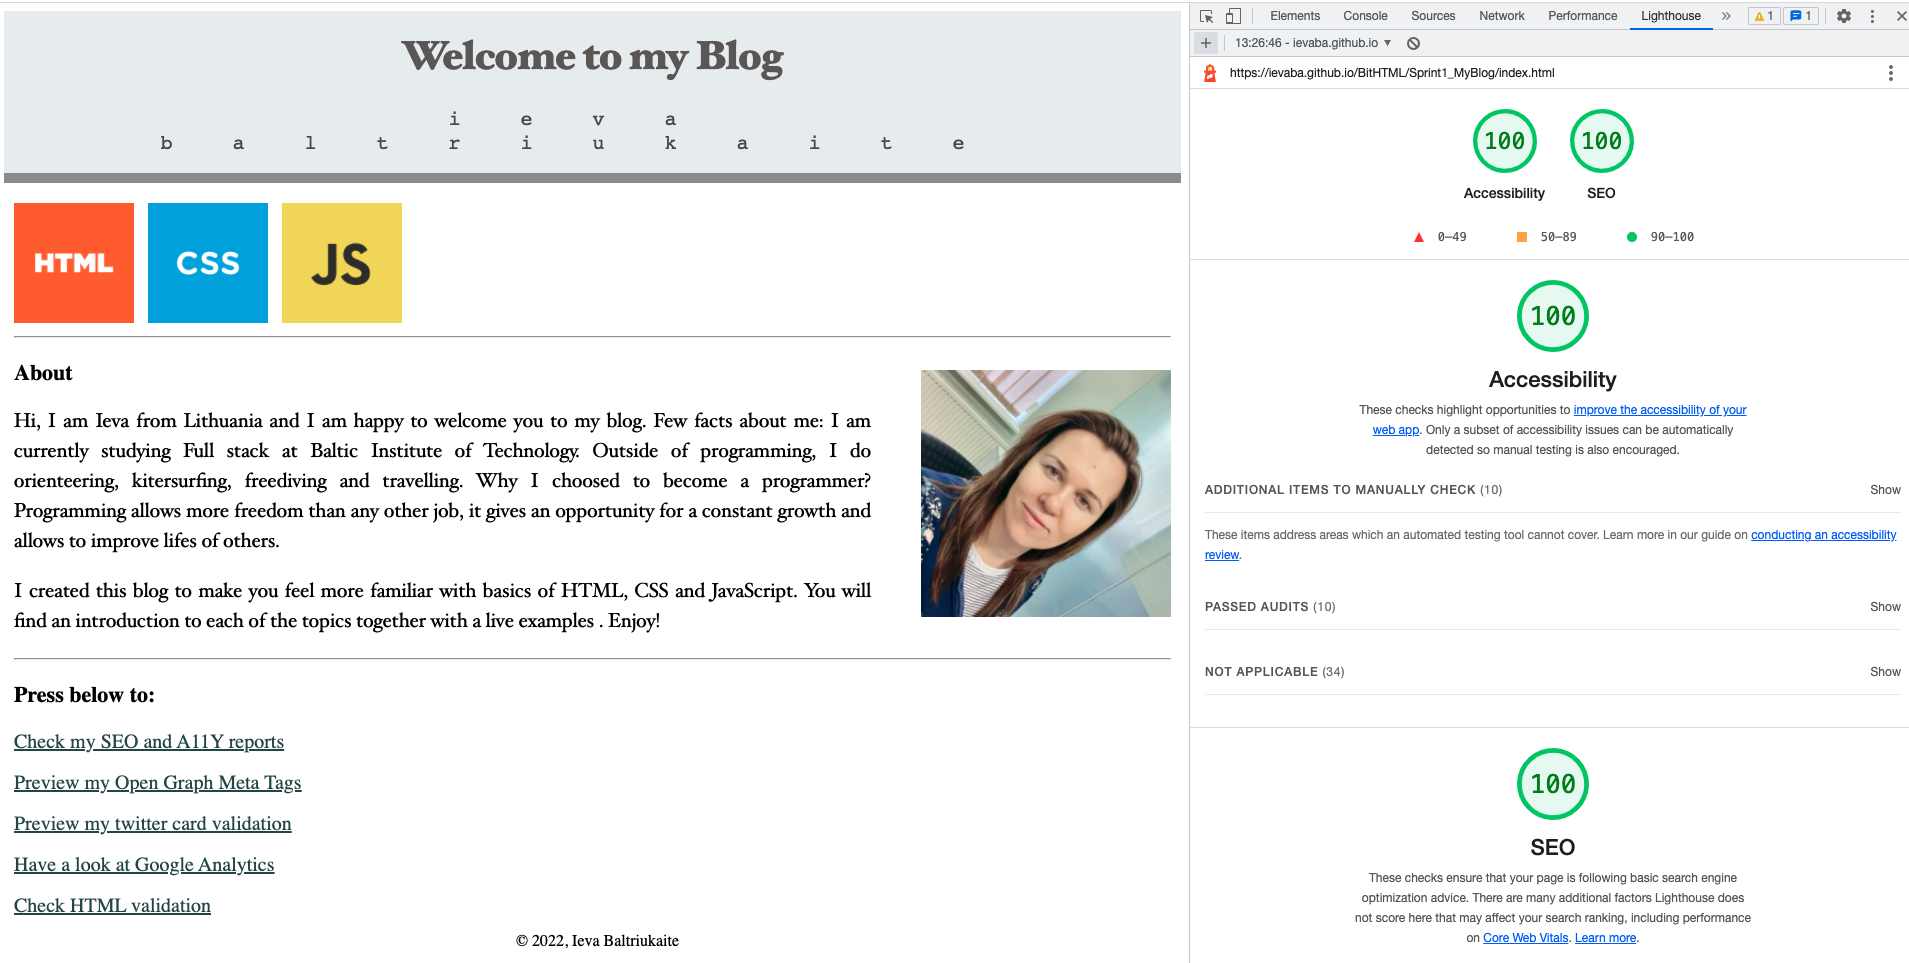 Welcome to my Blog
i e v a
b a l t r i u k a i t e
HTML
CSS
JS
About
Hi, I am Ieva from Lithuania and I am happy to welcome you to my blog. Few facts about me: I am
currently studying Full stack at Baltic Institute of Technology. Outside of programming, I do
orienteering, kitersurfing, freediving and travelling. Why I choosed to become a programmer?
Programming allows more freedom than any other job, it gives an opportunity for a constant growth and
allows to improve lifes of others.
I created this blog to make you feel more familiar with basics of HTML, CSS and JavaScript. You will
find an introduction to each of the topics together with a live examples . Enjoy!
Press below to:
Check my SEO and A11Y reports
Preview my Open Graph Meta Tags
Preview my twitter card validation
Have a look at Google Analytics
Check HTML validation
© 2022, Ieva Baltriukaite
Elements Console Sources Network Performance Lighthouse » 1 1
+ 13:26:46 - ievaba.github.io ▼
https://ievaba.github.io/BitHTML/Sprint1_MyBlog/index.html
100 100
Accessibility SEO
0–49 50–89 90–100
100
Accessibility
These checks highlight opportunities to improve the accessibility of your
web app. Only a subset of accessibility issues can be automatically
detected so manual testing is also encouraged.
ADDITIONAL ITEMS TO MANUALLY CHECK (10) Show
These items address areas which an automated testing tool cannot cover. Learn more in our guide on conducting an accessibility
review.
PASSED AUDITS (10) Show
NOT APPLICABLE (34) Show
100
SEO
These checks ensure that your page is following basic search engine
optimization advice. There are many additional factors Lighthouse does
not score here that may affect your search ranking, including performance
on Core Web Vitals. Learn more.